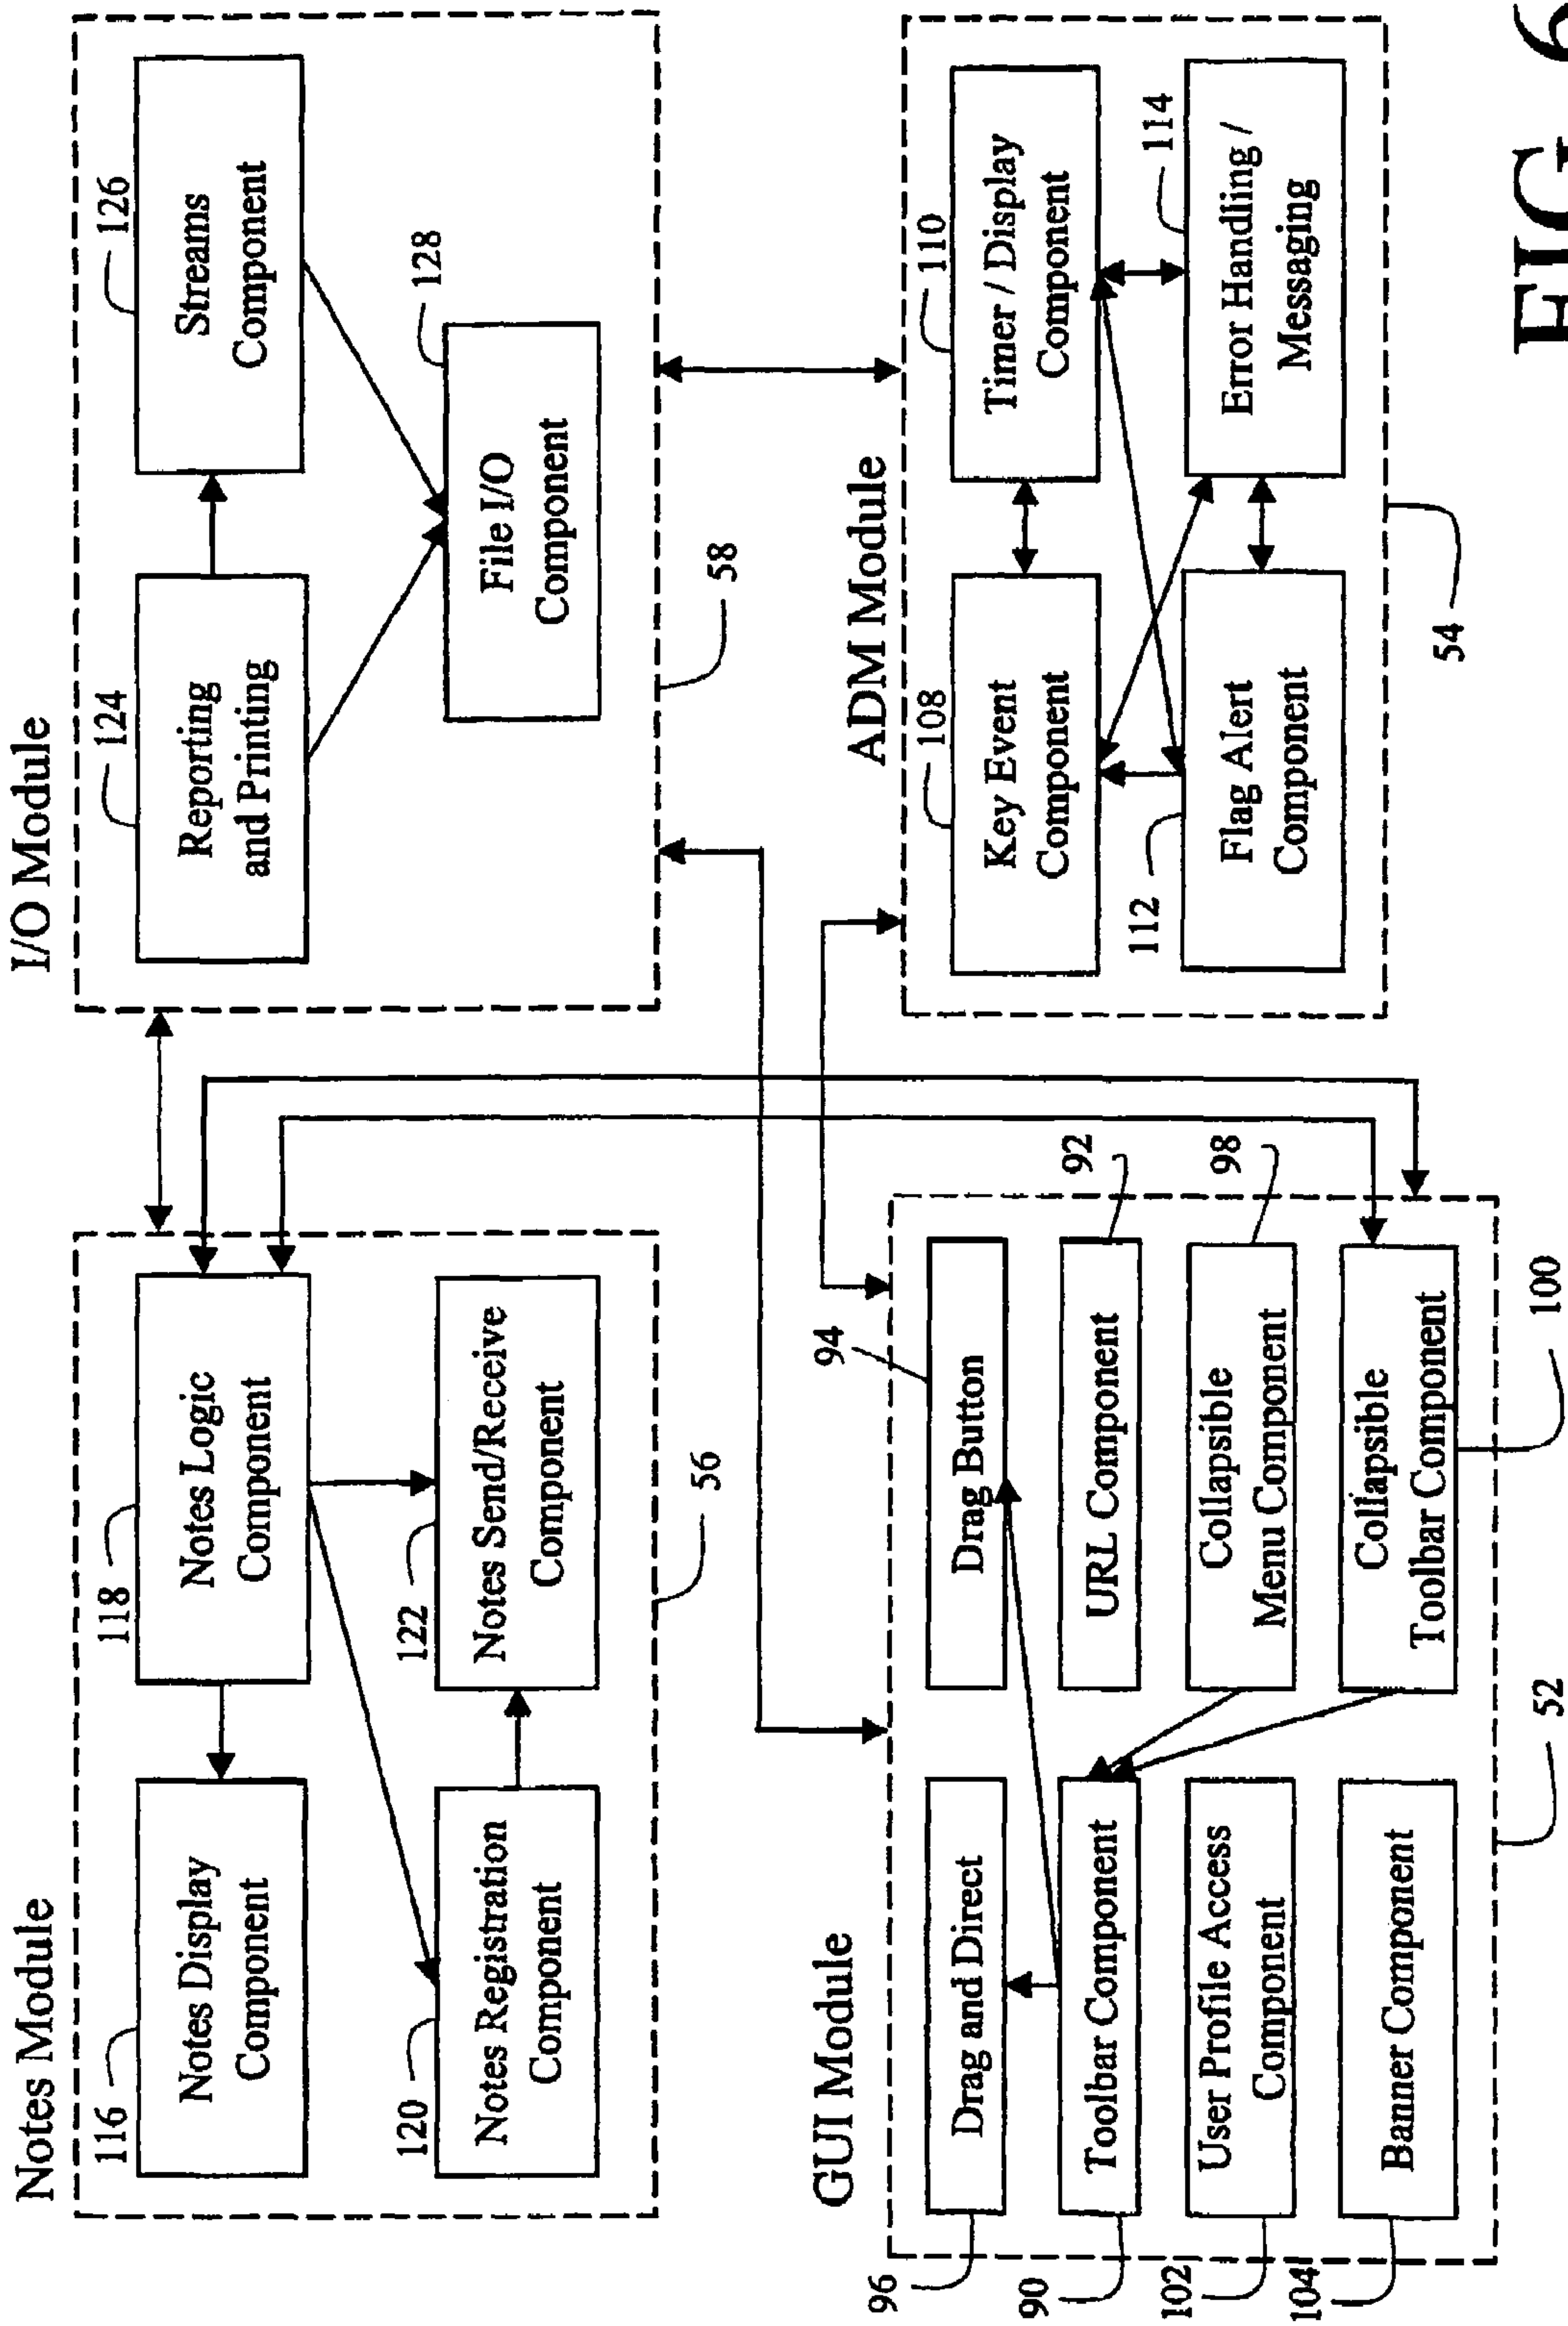 Notes Module
116
Notes Display
Component
118
Notes Logic
Component
120
Notes Registration
Component
122
Notes Send/Receive
Component
56
I/O Module
124
Reporting
and Printing
126
Streams
Component
128
File I/O
Component
58
GUI Module
96
Drag and Direct
94
Drag Button
90
Toolbar Component
92
URL Component
102
User Profile Access
Component
98
Collapsible
Menu Component
104
Banner Component
100
Collapsible
Toolbar Component
52
ADM Module
108
Key Event
Component
110
Timer / Display
Component
112
Flag Alert
Component
114
Error Handling /
Messaging
54
FIG 6